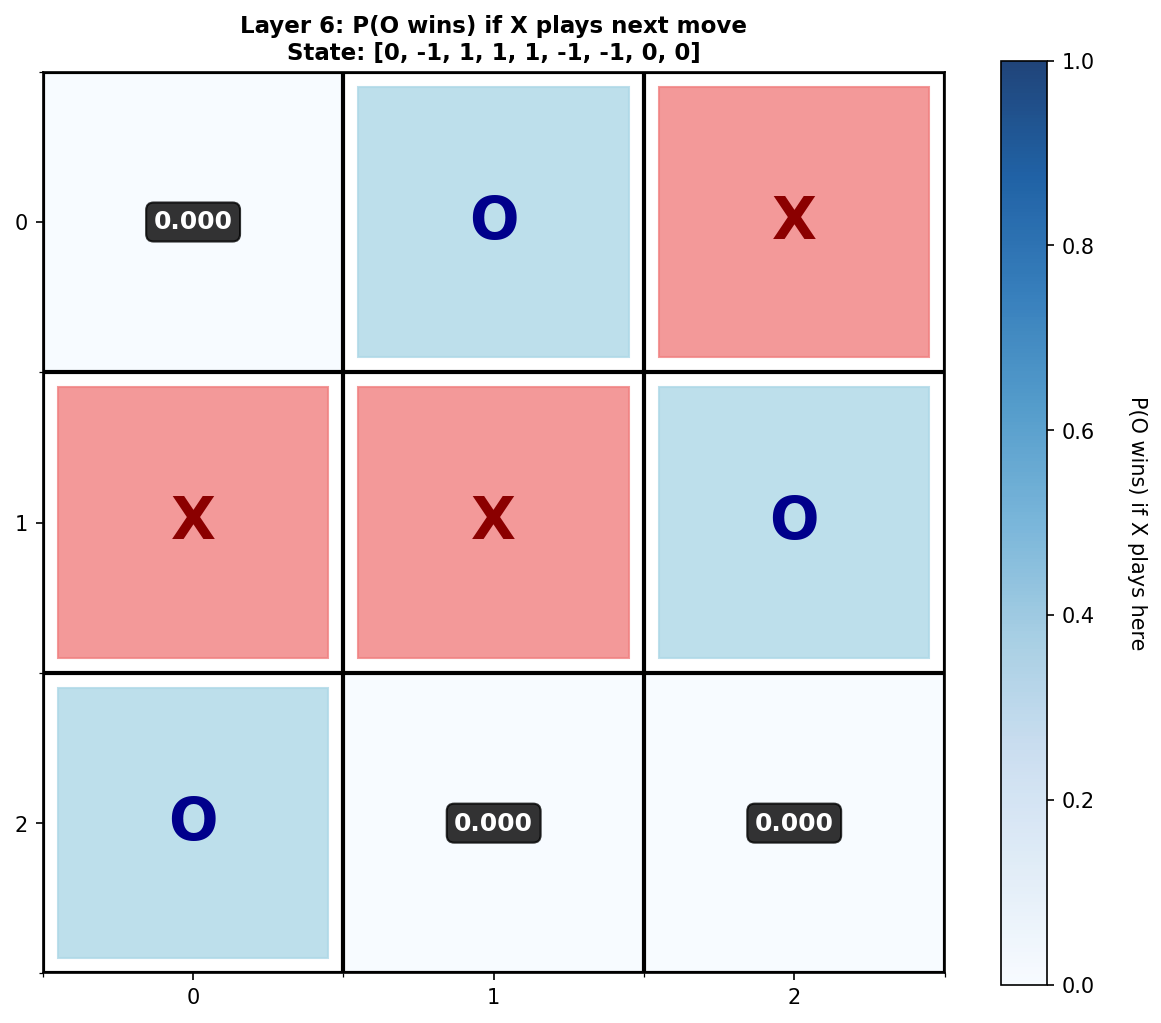 Layer 6: P(O wins) if X plays next move
State: [0, -1, 1, 1, 1, -1, -1, 0, 0]
0
0.000
O
X
1
X
X
O
2
O
0.000
0.000
0
1
2
1.0
0.8
0.6
0.4
0.2
0.0
P(O wins) if X plays here